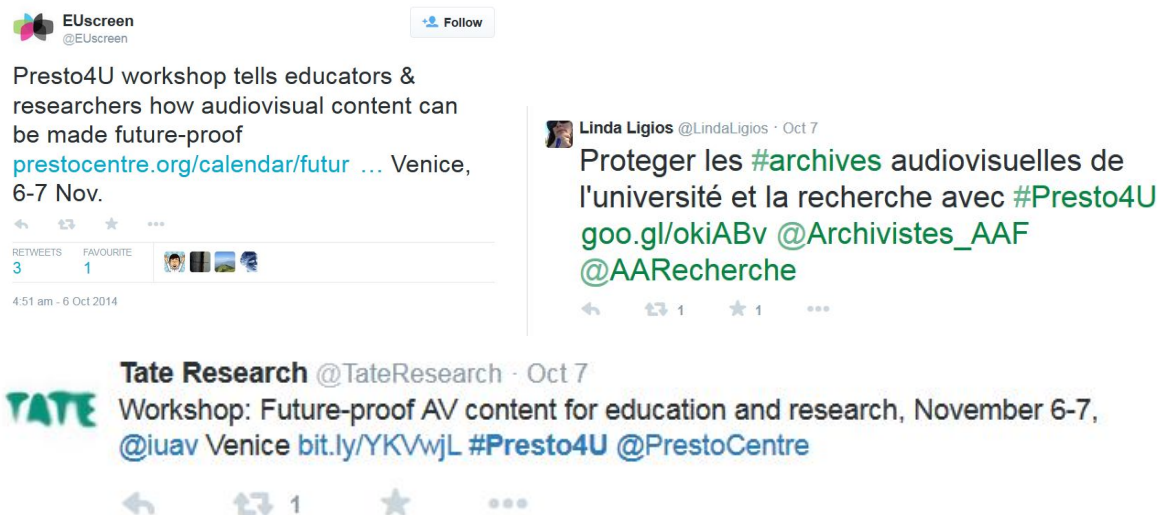 EUscreen
@EUscreen
Follow
Presto4U workshop tells educators &
researchers how audiovisual content can
be made future-proof
prestocentre.org/calendar/futur … Venice,
6-7 Nov.
RETWEETS FAVOURITE
3 1
4:51 am - 6 Oct 2014
Linda Ligios @LindaLigios · Oct 7
Proteger les #archives audiovisuelles de
l'université et la recherche avec #Presto4U
goo.gl/okiABv @Archivistes_AAF
@AARecherche
1 1
TATE
Tate Research @TateResearch · Oct 7
Workshop: Future-proof AV content for education and research, November 6-7,
@iuav Venice bit.ly/YKVwjL #Presto4U @PrestoCentre
1